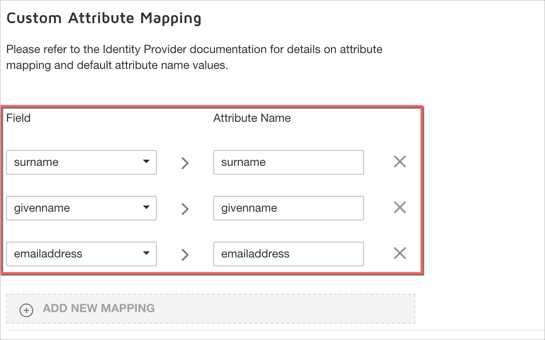 Custom Attribute Mapping
Please refer to the Identity Provider documentation for details on attribute
mapping and default attribute name values.
Field Attribute Name
surname surname
givenname givenname
emailaddress emailaddress
ADD NEW MAPPING